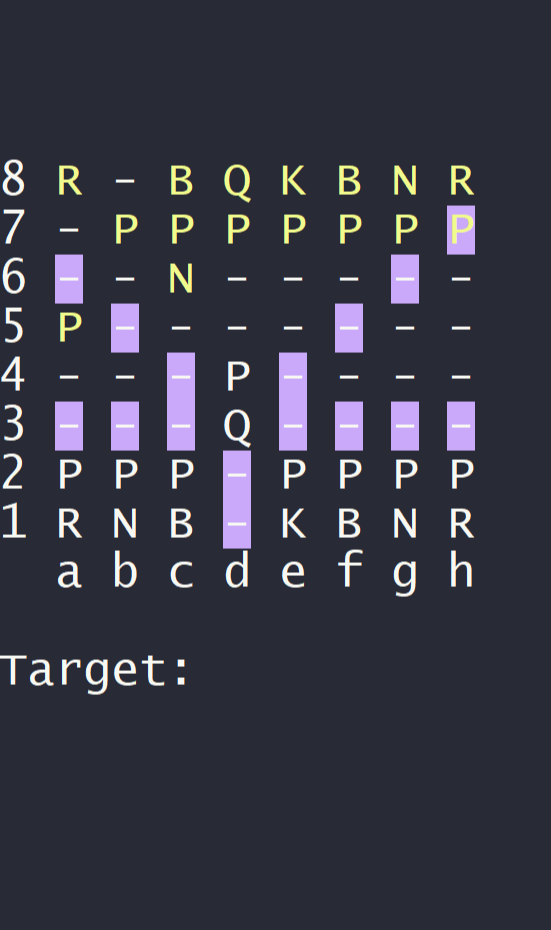 8 R - B Q K B N R
7 - P P P P P P P
6 - - N - - - - -
5 P - - - - - - -
4 - - - P - - - -
3 - - - Q - - - -
2 P P P - P P P P
1 R N B - K B N R
a b c d e f g h
Target: